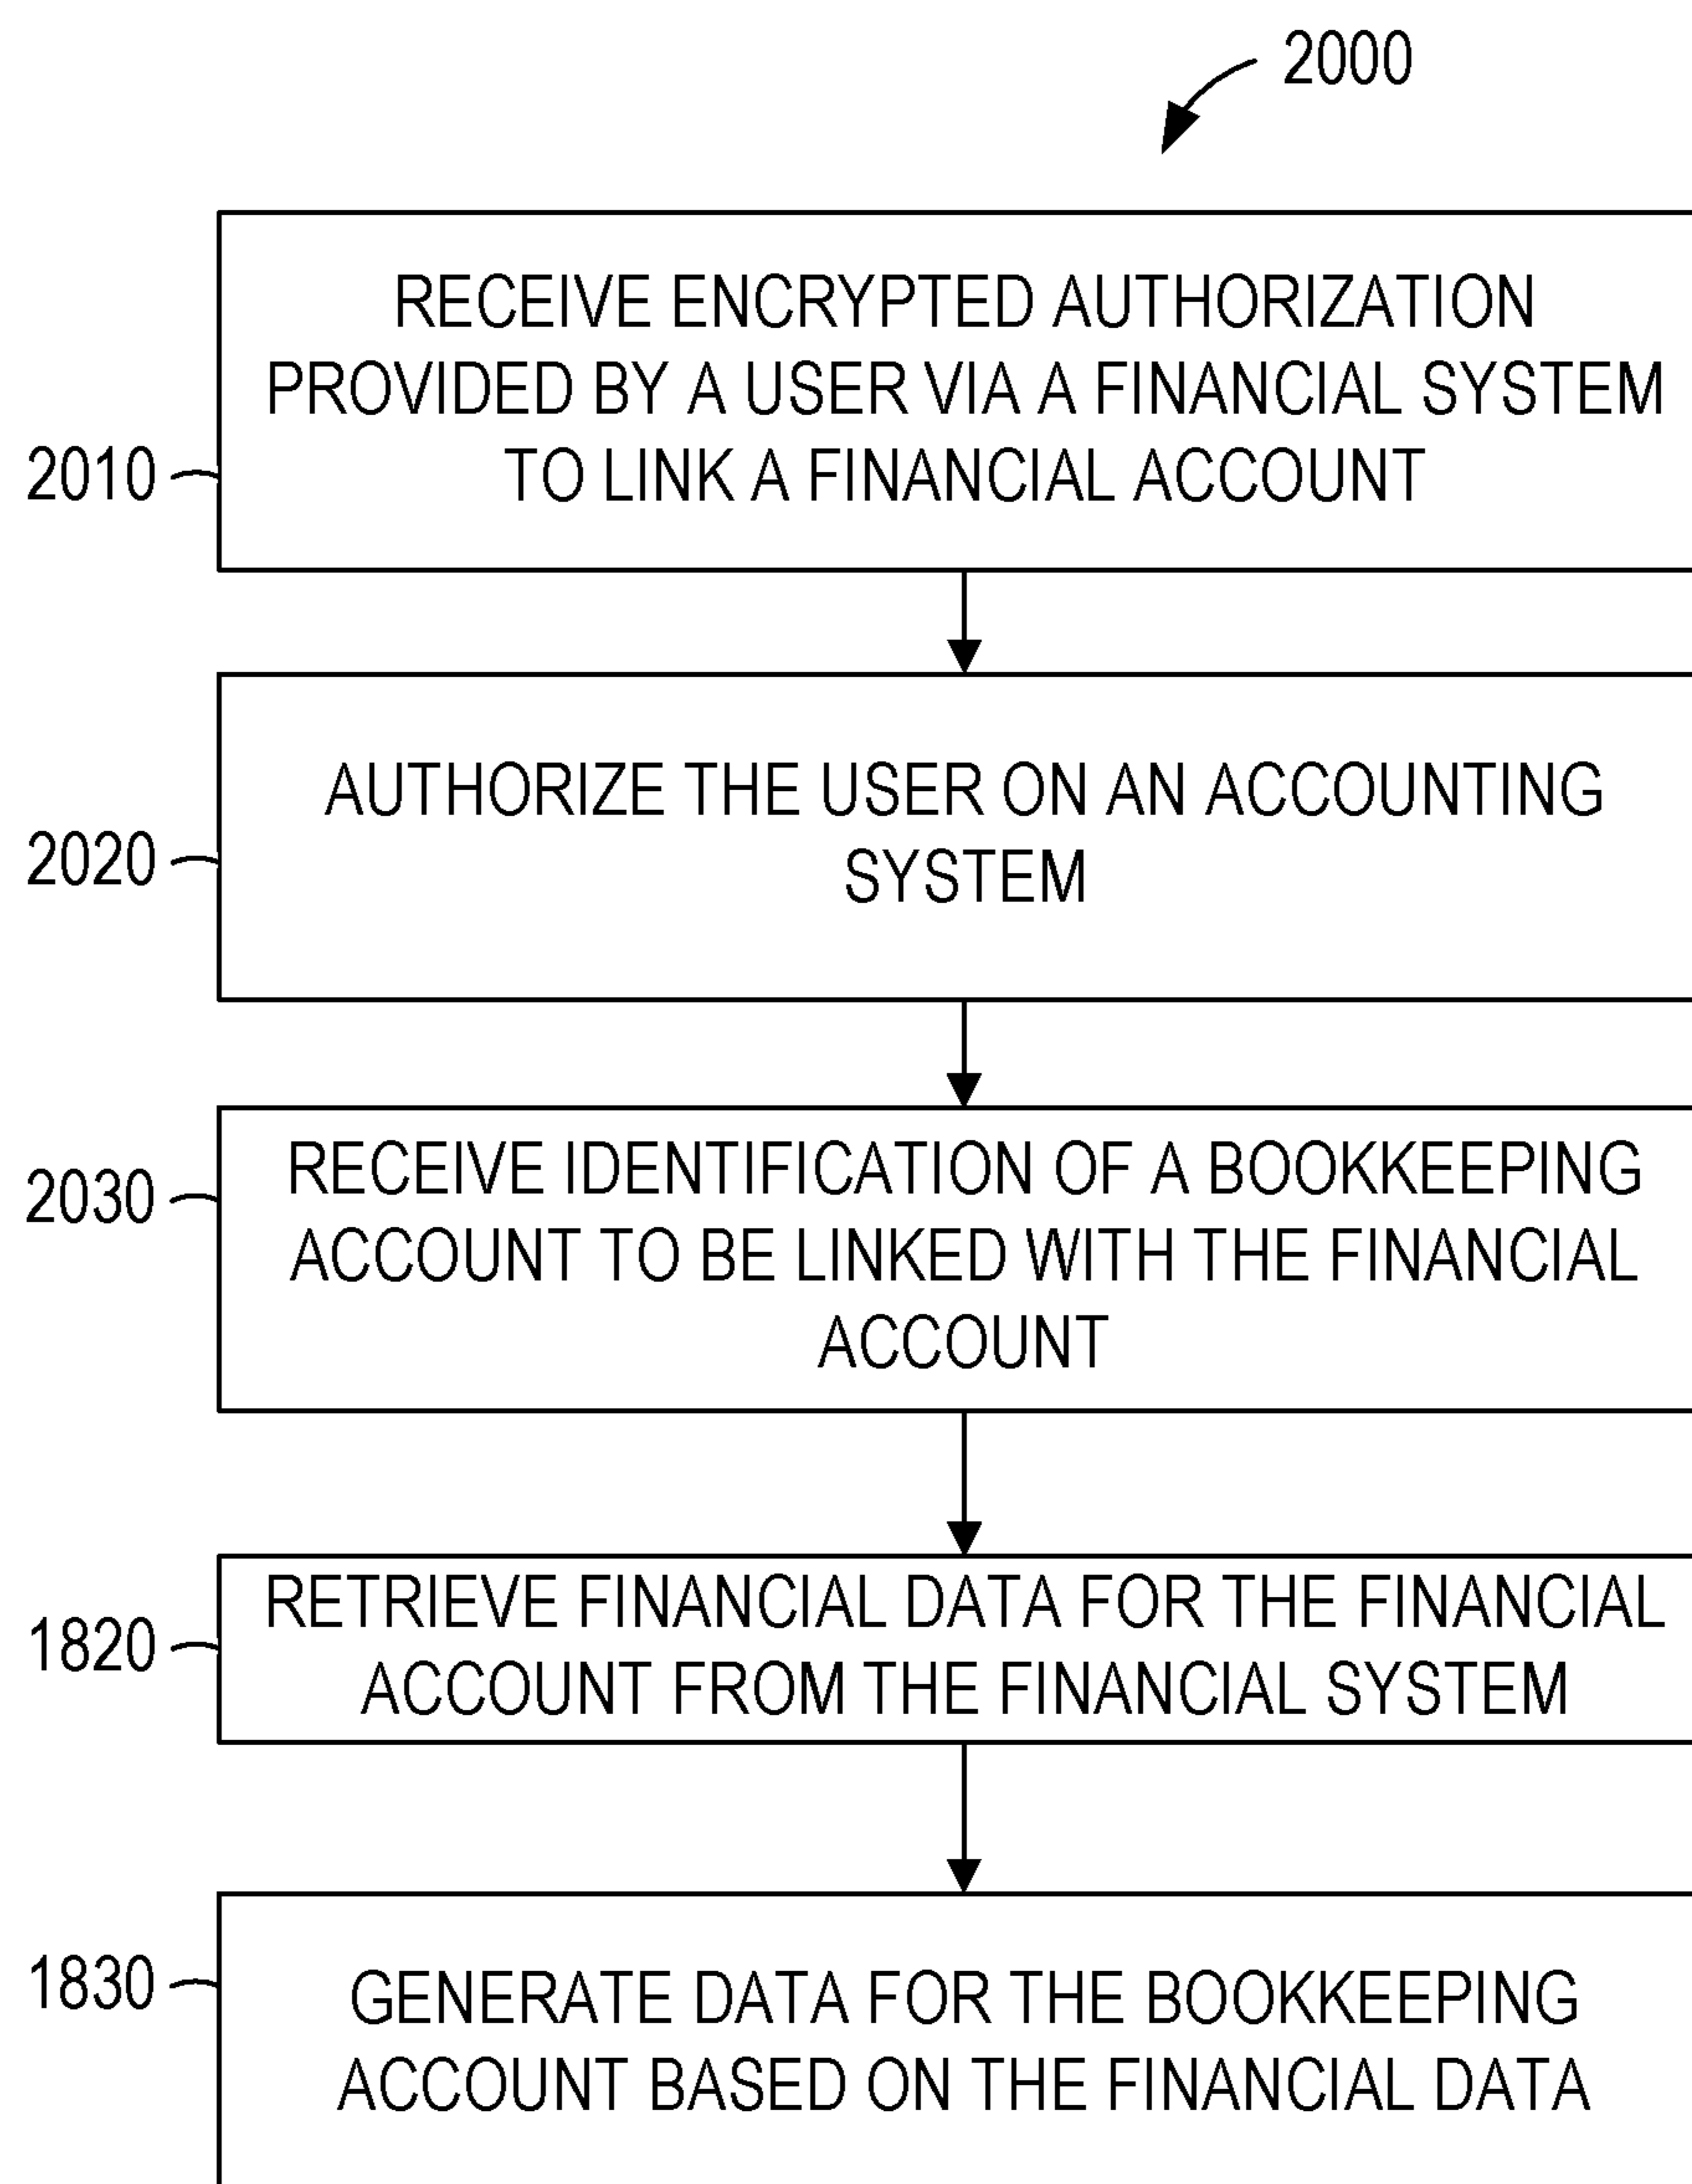 2000
RECEIVE ENCRYPTED AUTHORIZATION
PROVIDED BY A USER VIA A FINANCIAL SYSTEM
TO LINK A FINANCIAL ACCOUNT
2010
AUTHORIZE THE USER ON AN ACCOUNTING
SYSTEM
2020
RECEIVE IDENTIFICATION OF A BOOKKEEPING
ACCOUNT TO BE LINKED WITH THE FINANCIAL
ACCOUNT
2030
RETRIEVE FINANCIAL DATA FOR THE FINANCIAL
ACCOUNT FROM THE FINANCIAL SYSTEM
1820
GENERATE DATA FOR THE BOOKKEEPING
ACCOUNT BASED ON THE FINANCIAL DATA
1830